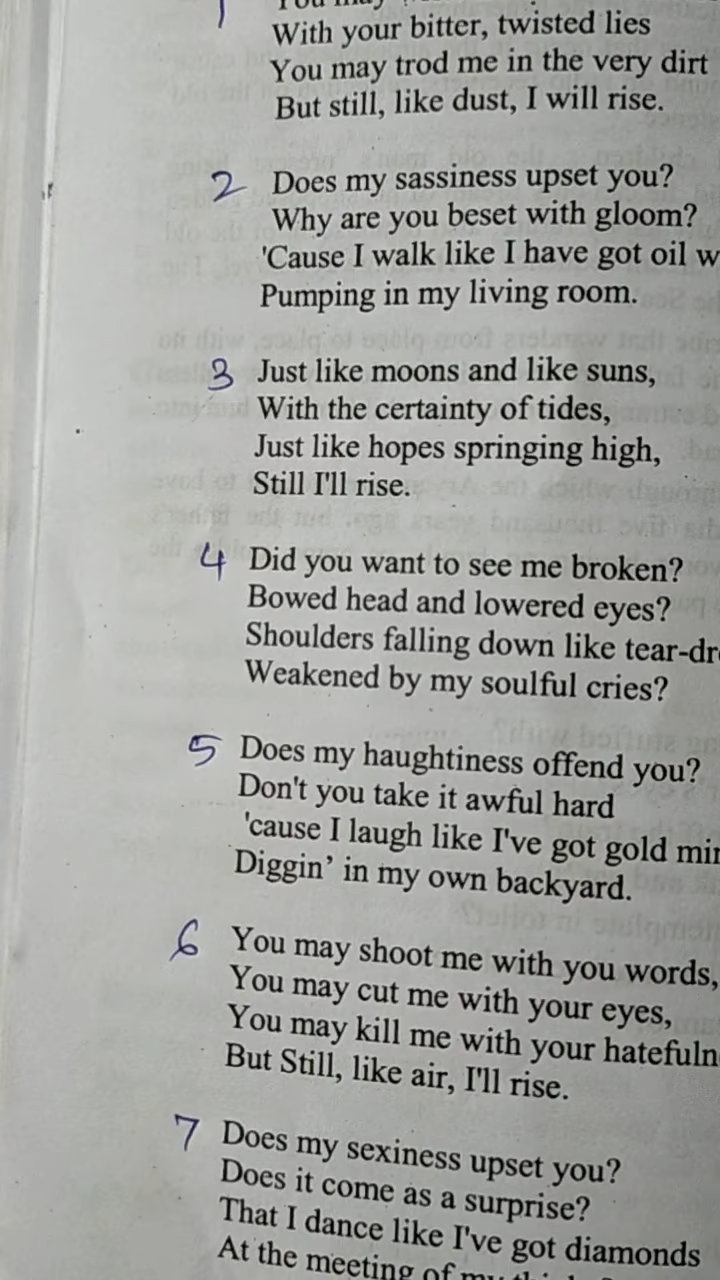 1 You may
With your bitter, twisted lies
You may trod me in the very dirt
But still, like dust, I will rise.
2 Does my sassiness upset you?
Why are you beset with gloom?
'Cause I walk like I have got oil w
Pumping in my living room.
3 Just like moons and like suns,
With the certainty of tides,
Just like hopes springing high,
Still I'll rise.
4 Did you want to see me broken?
Bowed head and lowered eyes?
Shoulders falling down like tear-dr
Weakened by my soulful cries?
5 Does my haughtiness offend you?
Don't you take it awful hard
'cause I laugh like I've got gold min
Diggin’ in my own backyard.
6 You may shoot me with you words,
You may cut me with your eyes,
You may kill me with your hatefuln
But Still, like air, I'll rise.
7 Does my sexiness upset you?
Does it come as a surprise?
That I dance like I've got diamonds
At the meeting of my